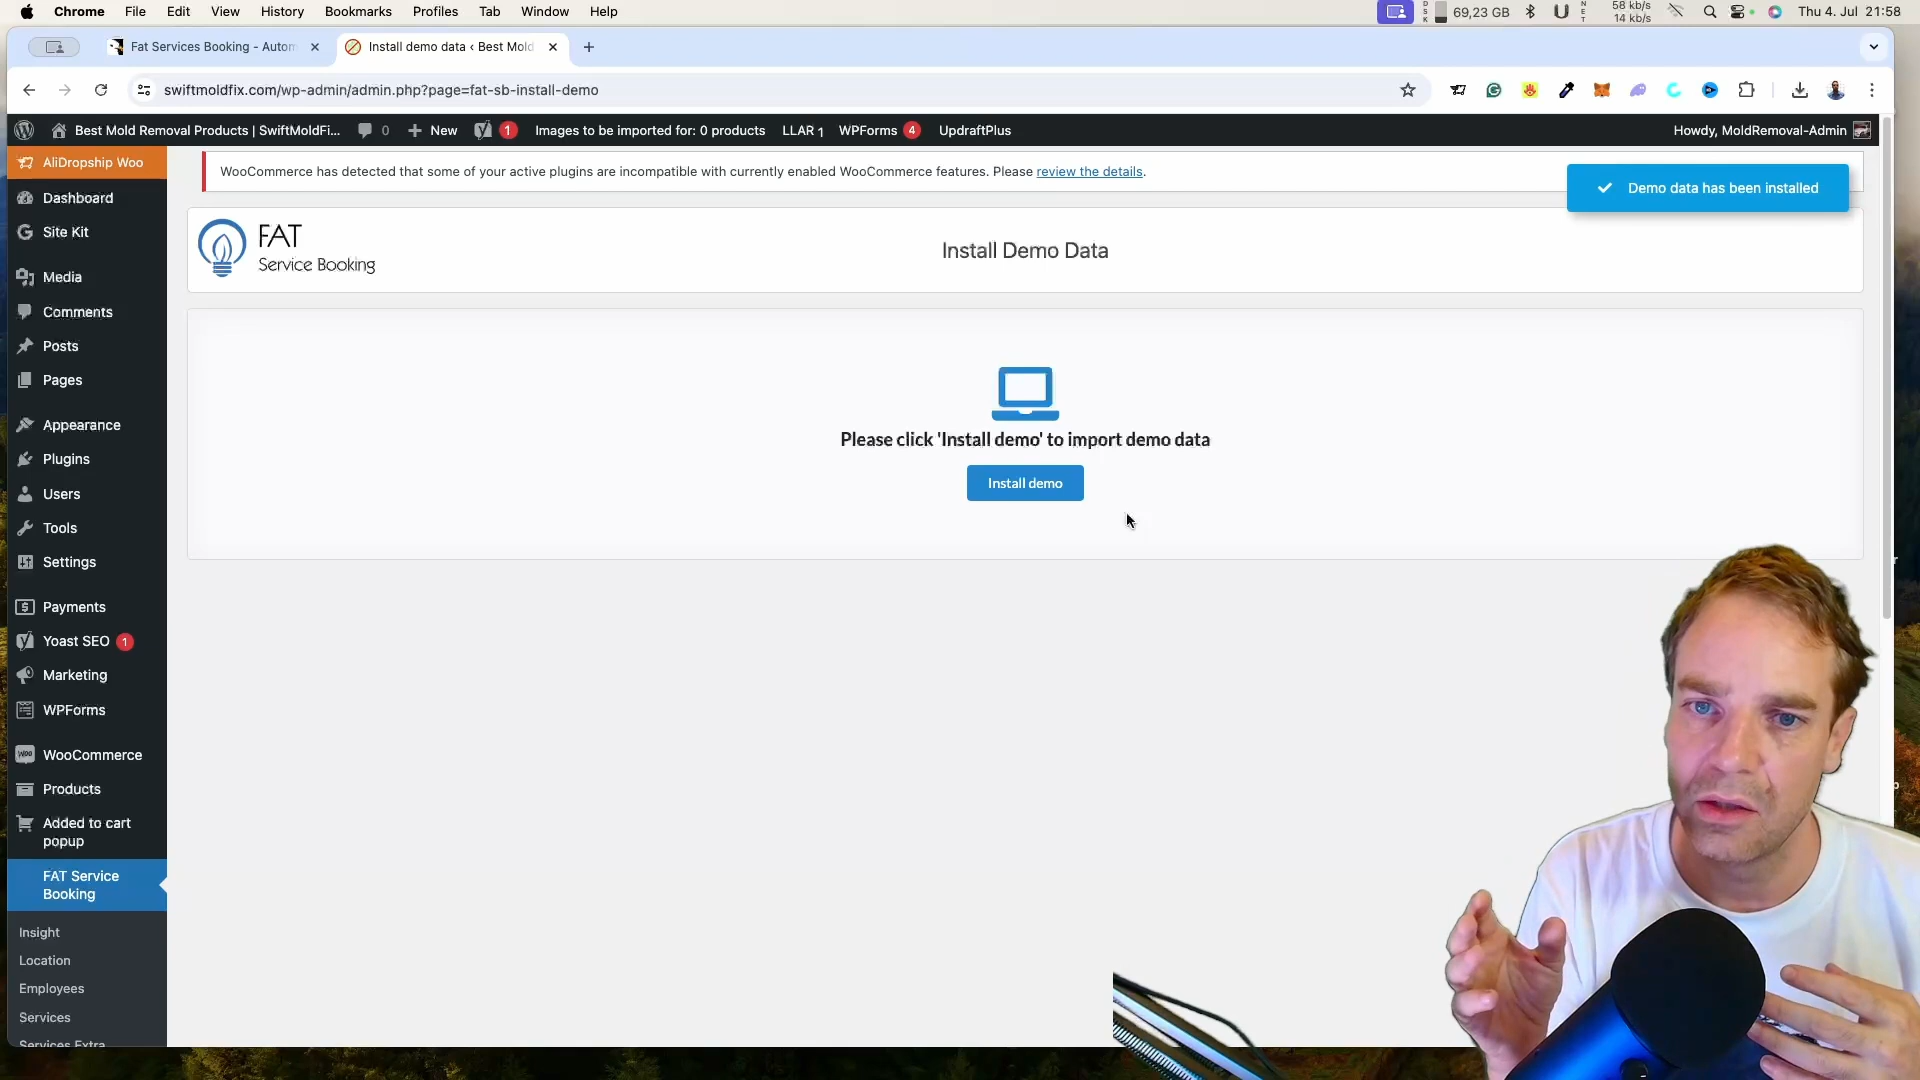 Chrome File Edit View History Bookmarks Profiles Tab Window Help
69,23 GB
58 kb/s
14 kb/s
Thu 4. Jul 21:58
Fat Services Booking - Autom
Install demo data ‹ Best Mold
swiftmoldfix.com/wp-admin/admin.php?page=fat-sb-install-demo
Best Mold Removal Products | SwiftMoldFi... 0 New 1 Images to be imported for: 0 products LLAR 1 WPForms 4 UpdraftPlus Howdy, MoldRemoval-Admin
AliDropship Woo
Dashboard
Site Kit
Media
Comments
Posts
Pages
Appearance
Plugins
Users
Tools
Settings
Payments
Yoast SEO 1
Marketing
WPForms
WooCommerce
Products
Added to cart
popup
FAT Service
Booking
Insight
Location
Employees
Services
Services Extra
WooCommerce has detected that some of your active plugins are incompatible with currently enabled WooCommerce features. Please review the details.
Demo data has been installed
FAT
Service Booking
Install Demo Data
Please click 'Install demo' to import demo data
Install demo